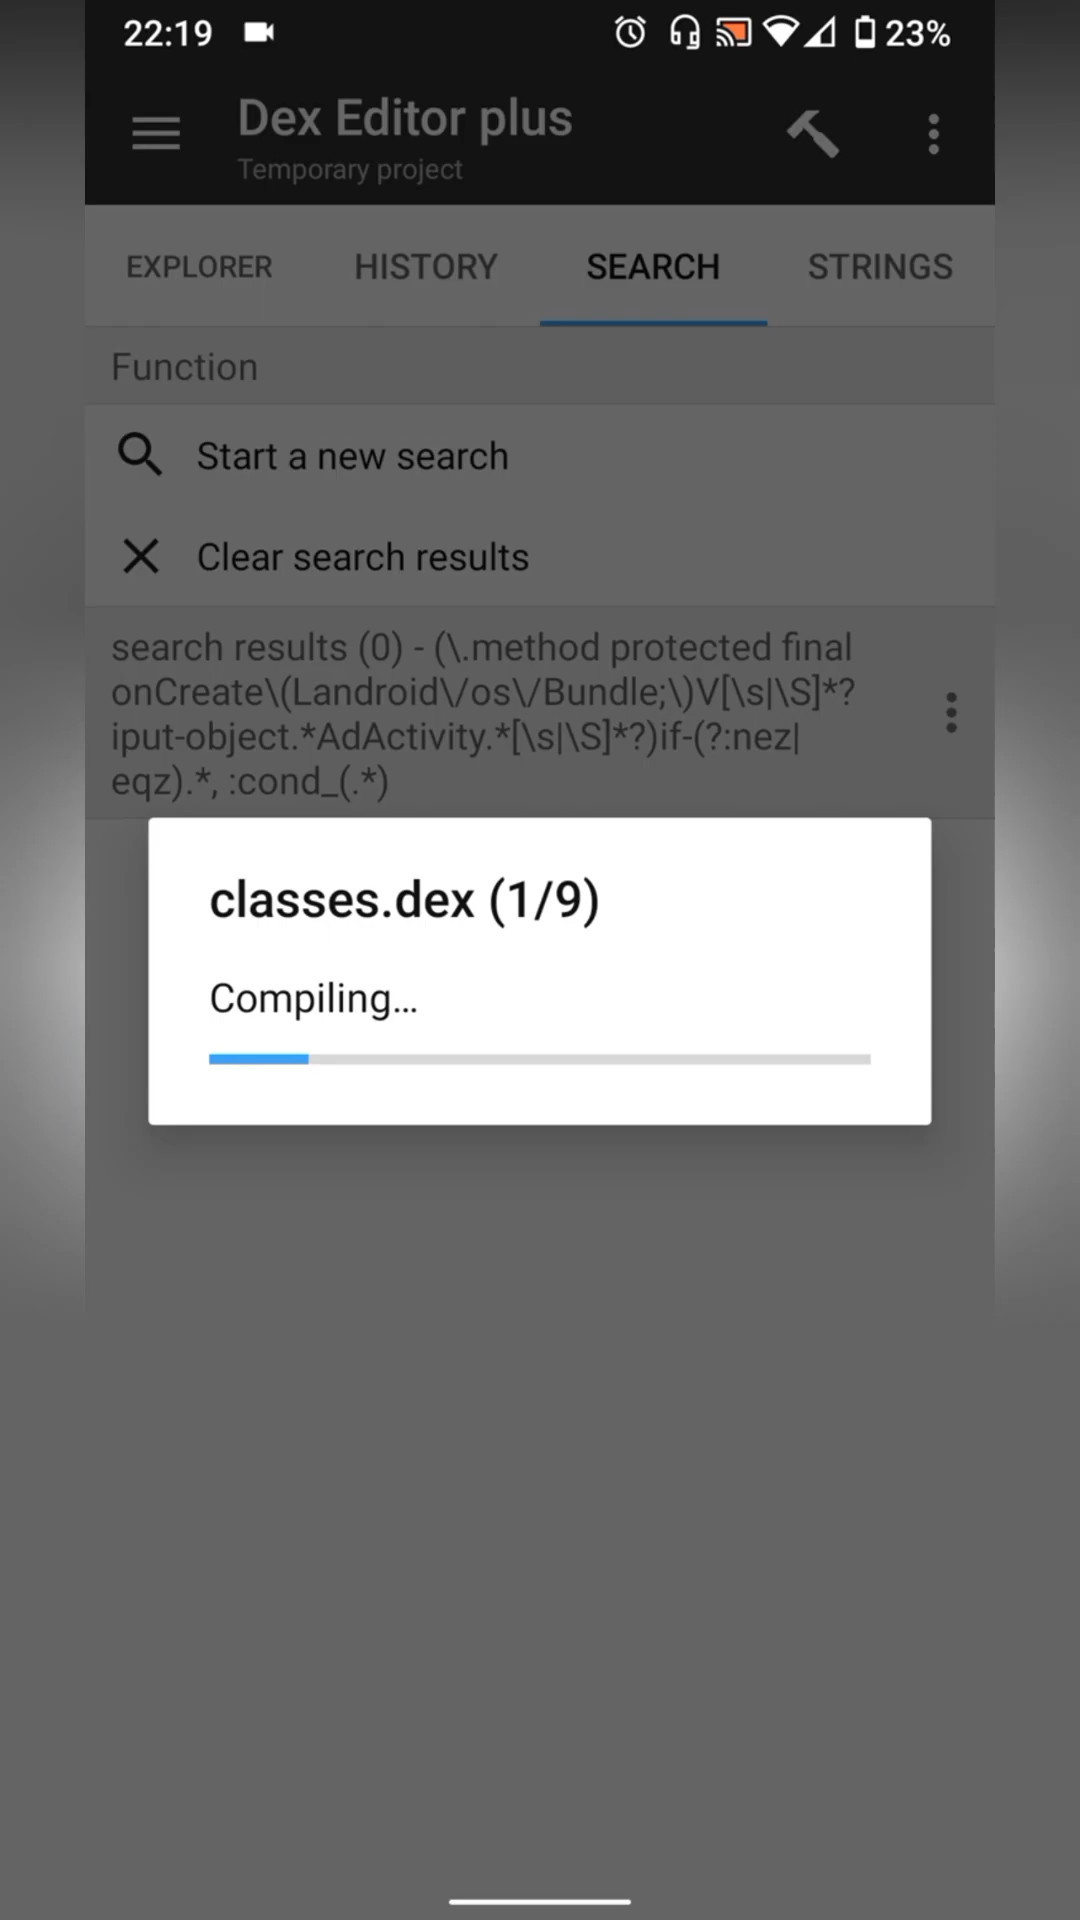 22:19
23%
Dex Editor plus
Temporary project
EXPLORER HISTORY SEARCH STRINGS
Function
Start a new search
Clear search results
search results (0) - (\.method protected final
onCreate\(Landroid\/os\/Bundle;\)V[\s|\S]*?
iput-object.*AdActivity.*[\s|\S]*?)if-(?:nez|
eqz).*, :cond_(.*)
classes.dex (1/9)
Compiling...